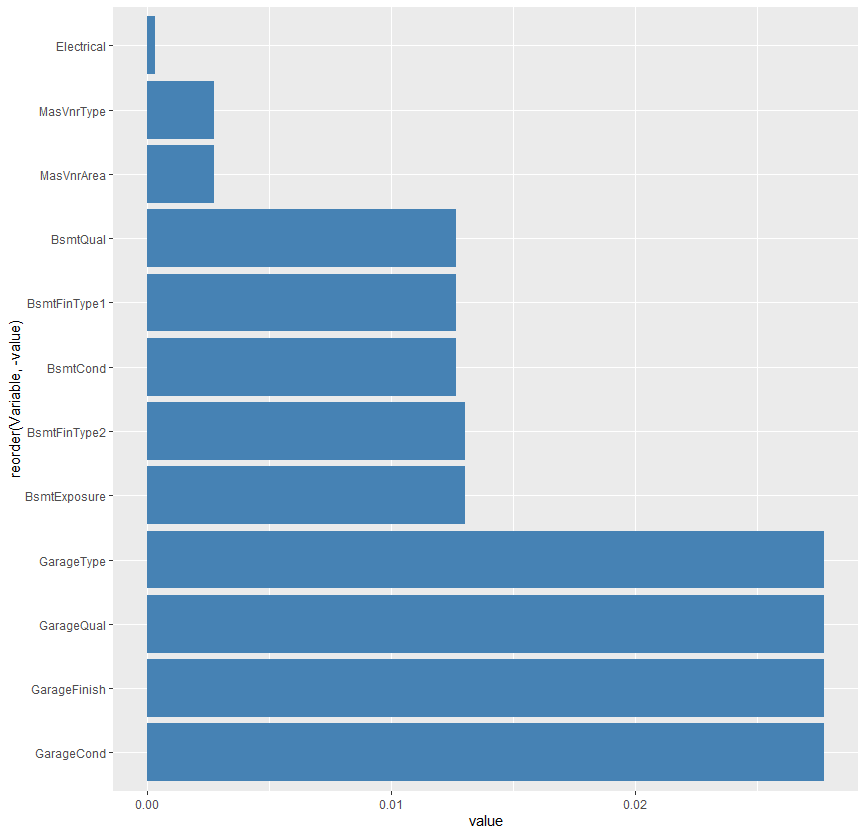 Electrical
MasVnrType
MasVnrArea
BsmtQual
BsmtFinType1
BsmtCond
BsmtFinType2
BsmtExposure
GarageType
GarageQual
GarageFinish
GarageCond
reorder(Variable, -value)
0.00 0.01 0.02
value